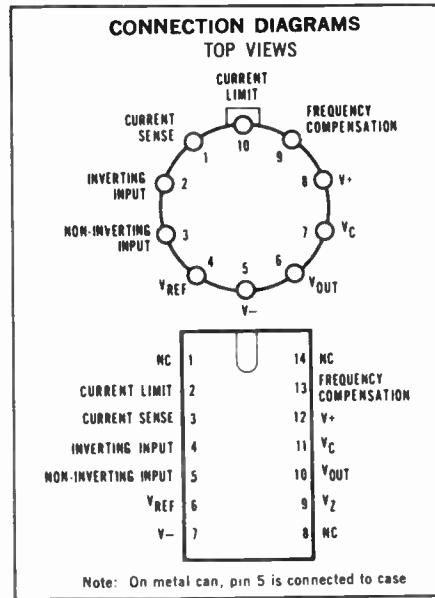 CONNECTION DIAGRAMS
TOP VIEWS
CURRENT
LIMIT
CURRENT
SENSE
FREQUENCY
COMPENSATION
10
1
9
INVERTING
INPUT
2
8
V+
NON-INVERTING
INPUT
3
7
VC
VREF
4
5
6
VOUT
V–
NC 1
14 NC
CURRENT LIMIT 2
13 FREQUENCY
COMPENSATION
CURRENT SENSE 3
12 V+
INVERTING INPUT 4
11 VC
NON-INVERTING INPUT 5
10 VOUT
VREF 6
9 VZ
V– 7
8 NC
Note: On metal can, pin 5 is connected to case